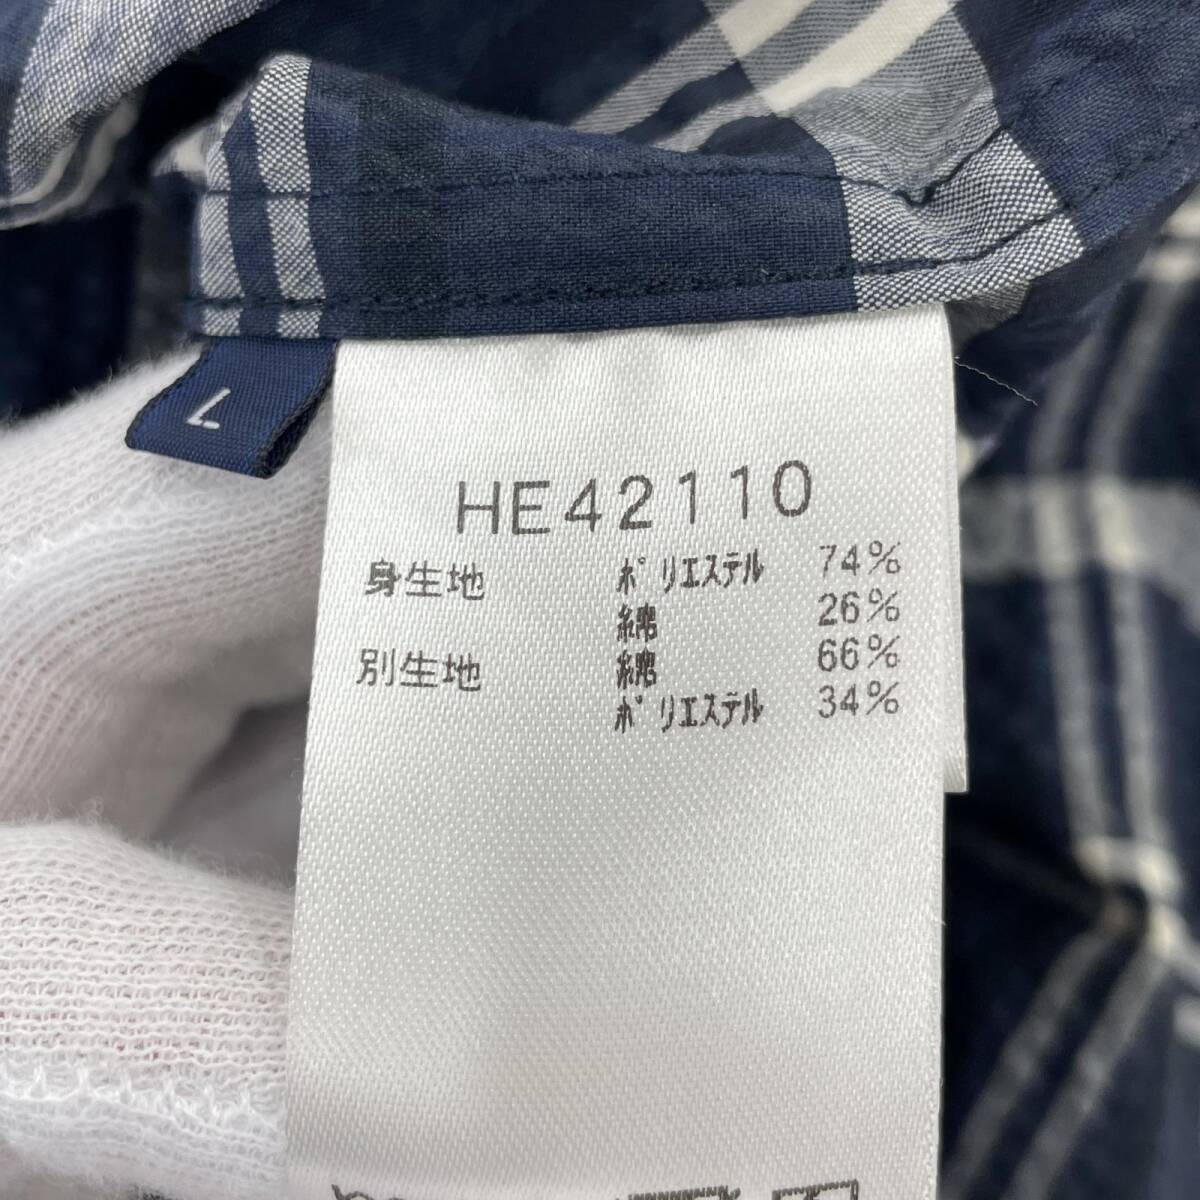 L
HE42110
身生地 ポリエステル 74%
綿 26%
別生地 綿 66%
ポリエステル 34%